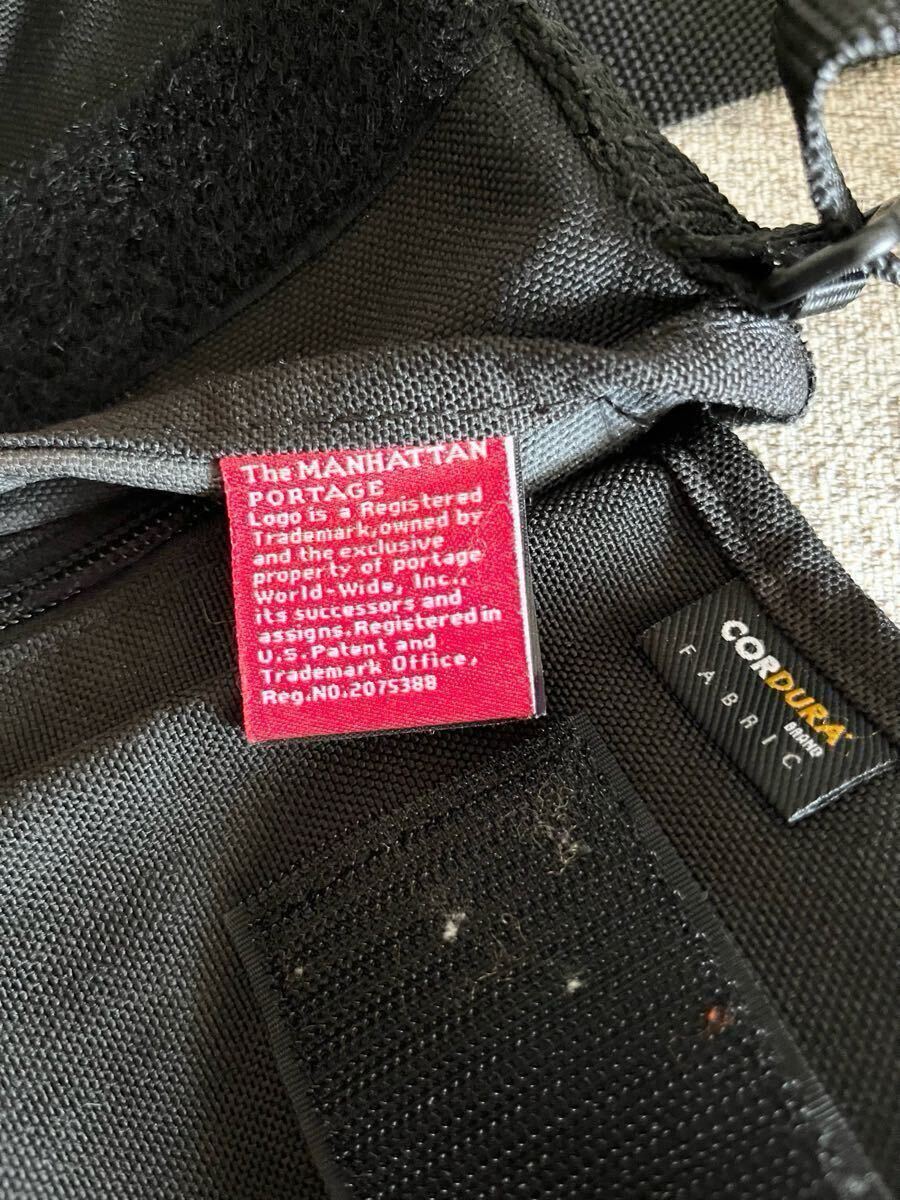 The MANHATTAN
PORTAGE
Logo is a Registered
Trademark,owned by
and the exclusive
property of portage
World-Wide, Inc.,
its successors and
assigns.Registered in
U.S.Patent and
Trademark Office,
Reg.NO.2075388
CORDURA
BRAND
FABRIC